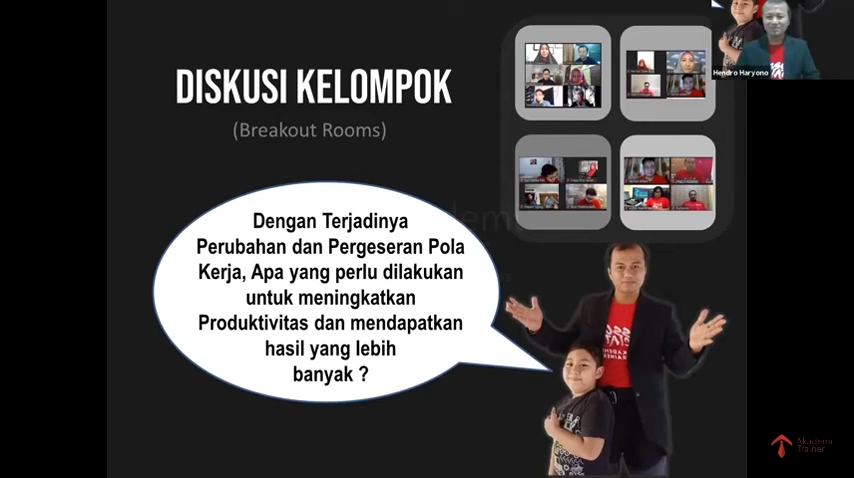 DISKUSI KELOMPOK
(Breakout Rooms)
Hendro Haryono
Dengan Terjadinya
Perubahan dan Pergeseran Pola
Kerja, Apa yang perlu dilakukan
untuk meningkatkan
Produktivitas dan mendapatkan
hasil yang lebih
banyak ?
Akademi
Trainer